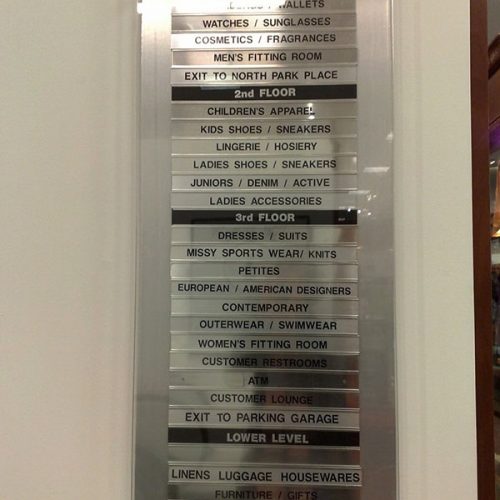 / WALLETS
WATCHES / SUNGLASSES
COSMETICS / FRAGRANCES
MEN'S FITTING ROOM
EXIT TO NORTH PARK PLACE
2nd FLOOR
CHILDREN'S APPAREL
KIDS SHOES / SNEAKERS
LINGERIE / HOSIERY
LADIES SHOES / SNEAKERS
JUNIORS / DENIM / ACTIVE
LADIES ACCESSORIES
3rd FLOOR
DRESSES / SUITS
MISSY SPORTS WEAR/ KNITS
PETITES
EUROPEAN / AMERICAN DESIGNERS
CONTEMPORARY
OUTERWEAR / SWIMWEAR
WOMEN'S FITTING ROOM
CUSTOMER RESTROOMS
ATM
CUSTOMER LOUNGE
EXIT TO PARKING GARAGE
LOWER LEVEL
LINENS LUGGAGE HOUSEWARES
FURNITURE / GIFTS